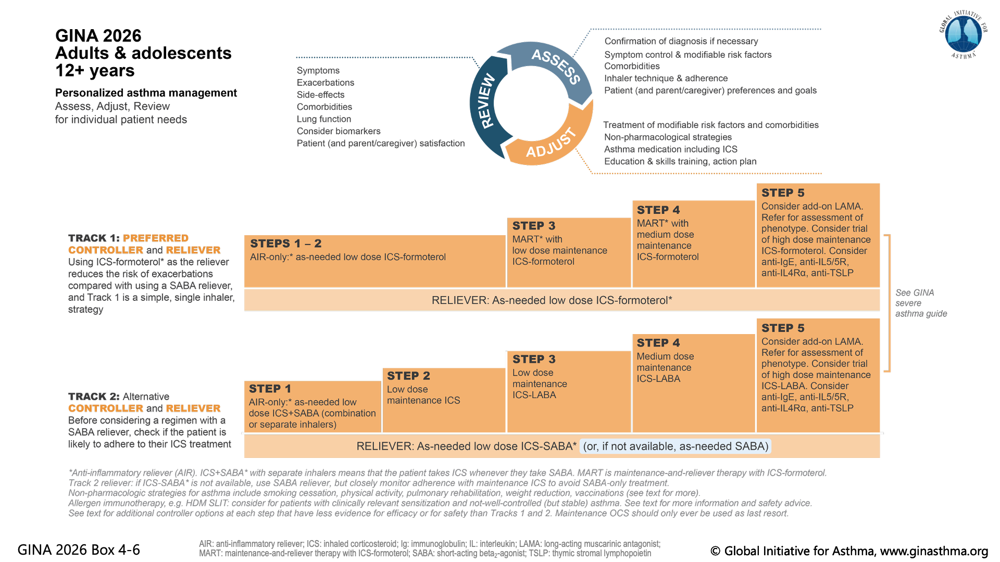 GINA 2026
Adults & adolescents
12+ years
Personalized asthma management
Assess, Adjust, Review
for individual patient needs
Symptoms
Exacerbations
Side-effects
Comorbidities
Lung function
Consider biomarkers
Patient (and parent/caregiver) satisfaction
REVIEW
ASSESS
ADJUST
Confirmation of diagnosis if necessary
Symptom control & modifiable risk factors
Comorbidities
Inhaler technique & adherence
Patient (and parent/caregiver) preferences and goals
Treatment of modifiable risk factors and comorbidities
Non-pharmacological strategies
Asthma medication including ICS
Education & skills training, action plan
GLOBAL INITIATIVE FOR
ASTHMA
TRACK 1: PREFERRED
CONTROLLER and RELIEVER
Using ICS-formoterol* as the reliever
reduces the risk of exacerbations
compared with using a SABA reliever,
and Track 1 is a simple, single inhaler,
strategy
STEPS 1 – 2
AIR-only:* as-needed low dose ICS-formoterol
STEP 3
MART* with
low dose maintenance
ICS-formoterol
STEP 4
MART* with
medium dose
maintenance
ICS-formoterol
STEP 5
Consider add-on LAMA.
Refer for assessment of
phenotype. Consider trial
of high dose maintenance
ICS-formoterol. Consider
anti-IgE, anti-IL5/5R,
anti-IL4Rα, anti-TSLP
RELIEVER: As-needed low dose ICS-formoterol*
See GINA
severe
asthma guide
TRACK 2: Alternative
CONTROLLER and RELIEVER
Before considering a regimen with a
SABA reliever, check if the patient is
likely to adhere to their ICS treatment
STEP 1
AIR-only:* as-needed low
dose ICS+SABA (combination
or separate inhalers)
STEP 2
Low dose
maintenance ICS
STEP 3
Low dose
maintenance
ICS-LABA
STEP 4
Medium dose
maintenance
ICS-LABA
STEP 5
Consider add-on LAMA.
Refer for assessment of
phenotype. Consider trial
of high dose maintenance
ICS-LABA. Consider
anti-IgE, anti-IL5/5R,
anti-IL4Rα, anti-TSLP
RELIEVER: As-needed low dose ICS-SABA* (or, if not available, as-needed SABA)
*Anti-inflammatory reliever (AIR). ICS+SABA* with separate inhalers means that the patient takes ICS whenever they take SABA. MART is maintenance-and-reliever therapy with ICS-formoterol.
Track 2 reliever: if ICS-SABA* is not available, use SABA reliever, but closely monitor adherence with maintenance ICS to avoid SABA-only treatment.
Non-pharmacologic strategies for asthma include smoking cessation, physical activity, pulmonary rehabilitation, weight reduction, vaccinations (see text for more).
Allergen immunotherapy, e.g. HDM SLIT: consider for patients with clinically relevant sensitization and not-well-controlled (but stable) asthma. See text for more information and safety advice.
See text for additional controller options at each step that have less evidence for efficacy or for safety than Tracks 1 and 2. Maintenance OCS should only ever be used as last resort.
GINA 2026 Box 4-6
AIR: anti-inflammatory reliever; ICS: inhaled corticosteroid; Ig: immunoglobulin; IL: interleukin; LAMA: long-acting muscarinic antagonist;
MART: maintenance-and-reliever therapy with ICS-formoterol; SABA: short-acting beta₂-agonist; TSLP: thymic stromal lymphopoietin
© Global Initiative for Asthma, www.ginasthma.org